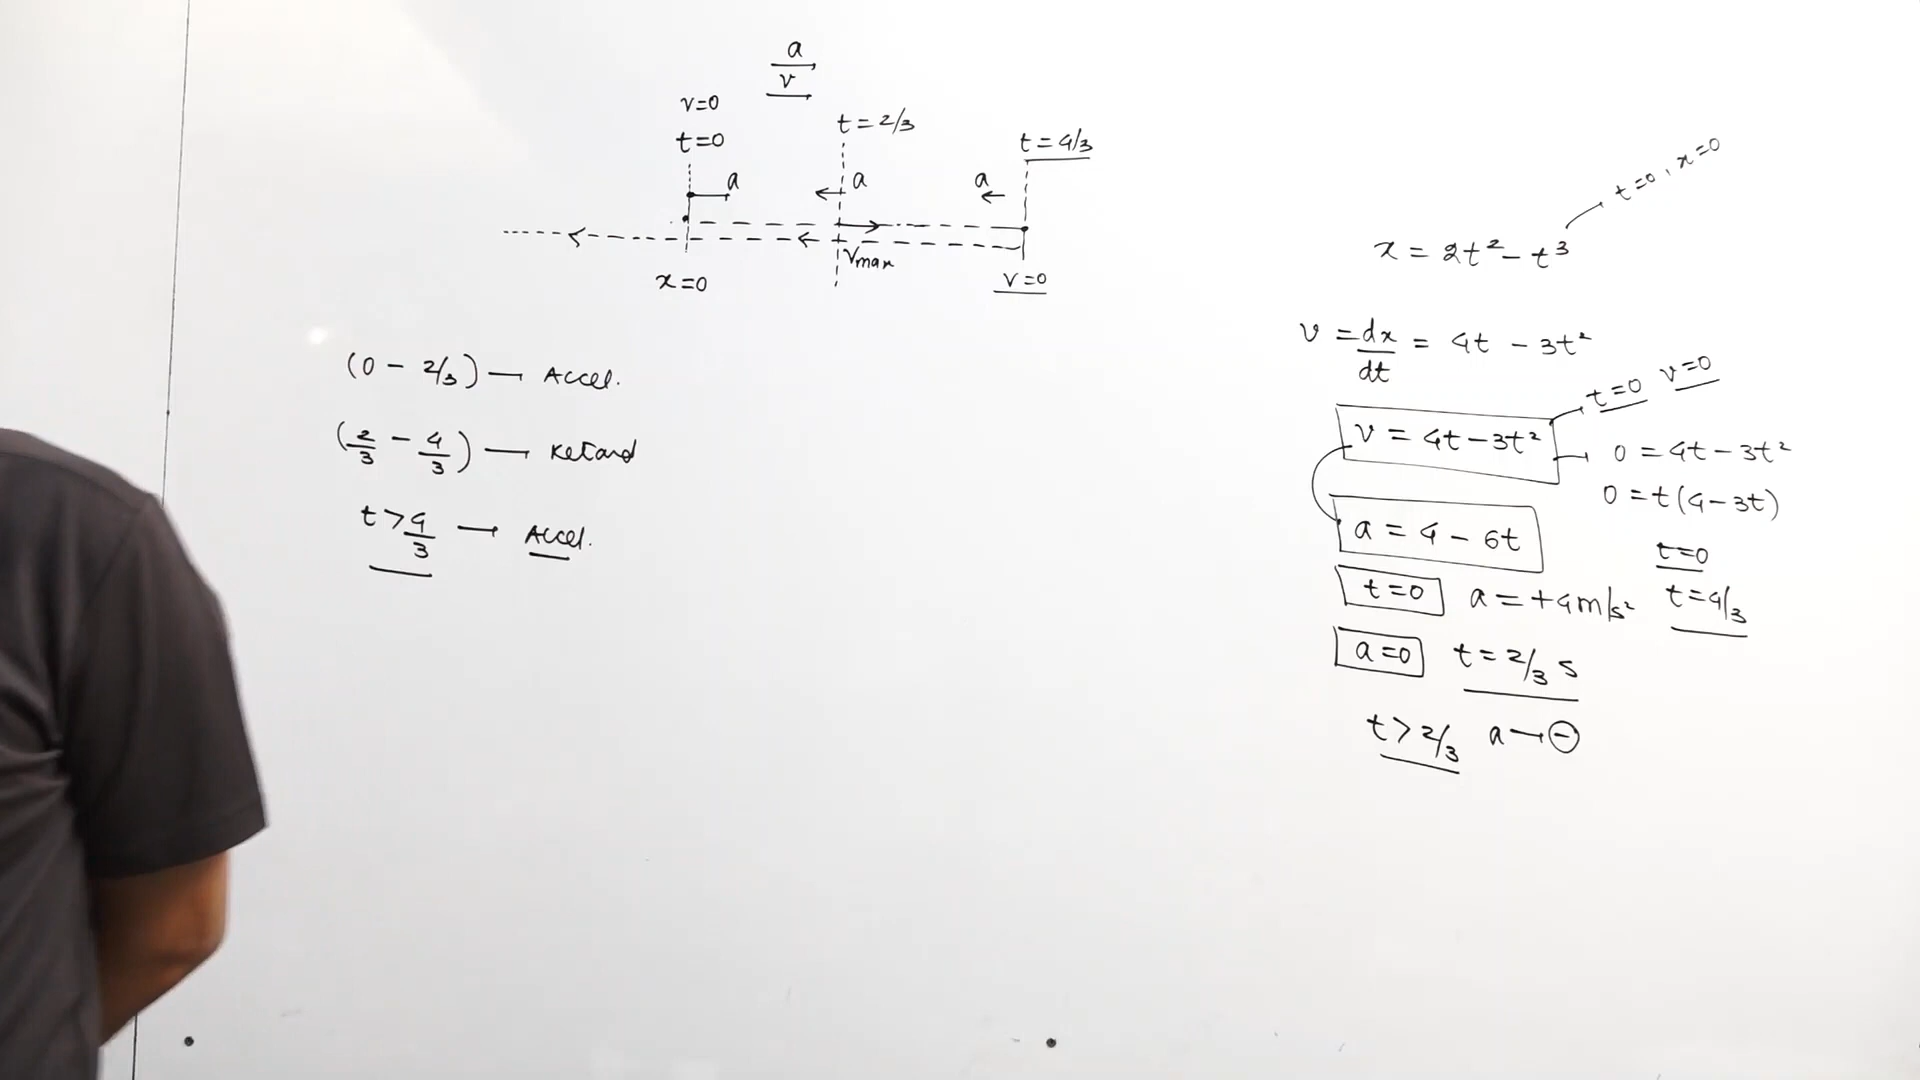 a
v
v=0
t=0
t=2/3
t=4/3
a
a
a
Vmax
x=0
v=0
(0 - 2/3) → Accel.
(2/3 - 4/3) → Retard
t>4/3 → Accel.
t=0, x=0
x = 2t² - t³
v = dx/dt = 4t - 3t²
t=0 v=0
v = 4t-3t²
0 = 4t-3t²
0 = t(4-3t)
a = 4 - 6t
t=0
t=0 a=+4m/s²
t=4/3
a=0 t=2/3 s
t>2/3 a→⊖